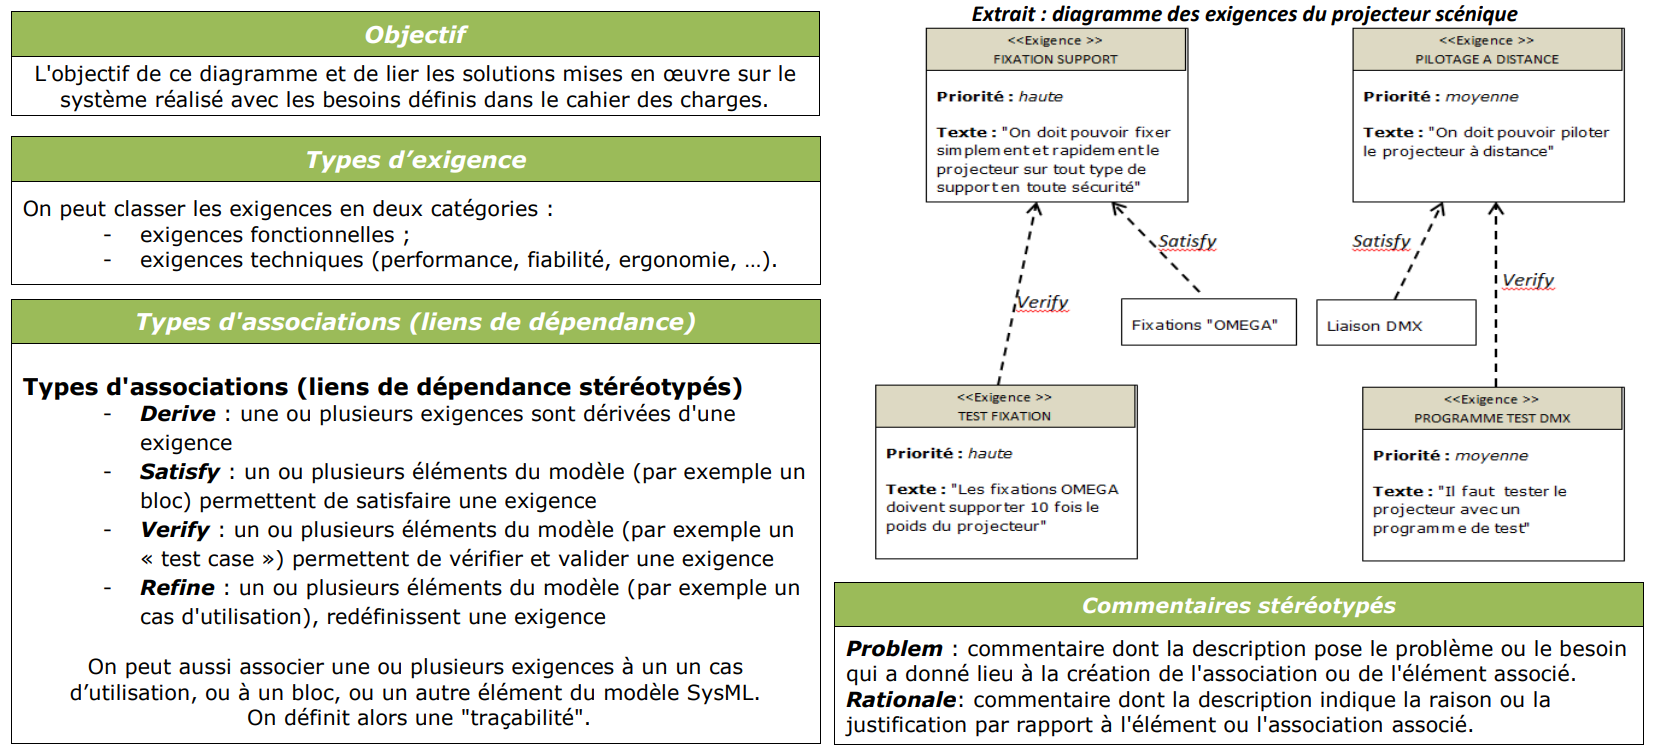 Objectif
L'objectif de ce diagramme et de lier les solutions mises en œuvre sur le
système réalisé avec les besoins définis dans le cahier des charges.
Types d’exigence
On peut classer les exigences en deux catégories :
- exigences fonctionnelles ;
- exigences techniques (performance, fiabilité, ergonomie, …).
Types d'associations (liens de dépendance)
Types d'associations (liens de dépendance stéréotypés)
- Derive : une ou plusieurs exigences sont dérivées d'une
exigence
- Satisfy : un ou plusieurs éléments du modèle (par exemple un
bloc) permettent de satisfaire une exigence
- Verify : un ou plusieurs éléments du modèle (par exemple un
« test case ») permettent de vérifier et valider une exigence
- Refine : un ou plusieurs éléments du modèle (par exemple un
cas d'utilisation), redéfinissent une exigence
On peut aussi associer une ou plusieurs exigences à un un cas
d’utilisation, ou à un bloc, ou un autre élément du modèle SysML.
On définit alors une "traçabilité".
Extrait : diagramme des exigences du projecteur scénique
<<Exigence >>
FIXATION SUPPORT
Priorité : haute
Texte : "On doit pouvoir fixer
simplement et rapidement le
projecteur sur tout type de
support en toute sécurité"
<<Exigence >>
PILOTAGE A DISTANCE
Priorité : moyenne
Texte : "On doit pouvoir piloter
le projecteur à distance"
Satisfy
Satisfy
Verify
Verify
Fixations "OMEGA"
Liaison DMX
<<Exigence >>
TEST FIXATION
Priorité : haute
Texte : "Les fixations OMEGA
doivent supporter 10 fois le
poids du projecteur"
<<Exigence >>
PROGRAMME TEST DMX
Priorité : moyenne
Texte : "Il faut tester le
projecteur avec un
programme de test"
Commentaires stéréotypés
Problem : commentaire dont la description pose le problème ou le besoin
qui a donné lieu à la création de l'association ou de l'élément associé.
Rationale: commentaire dont la description indique la raison ou la
justification par rapport à l'élément ou l'association associé.